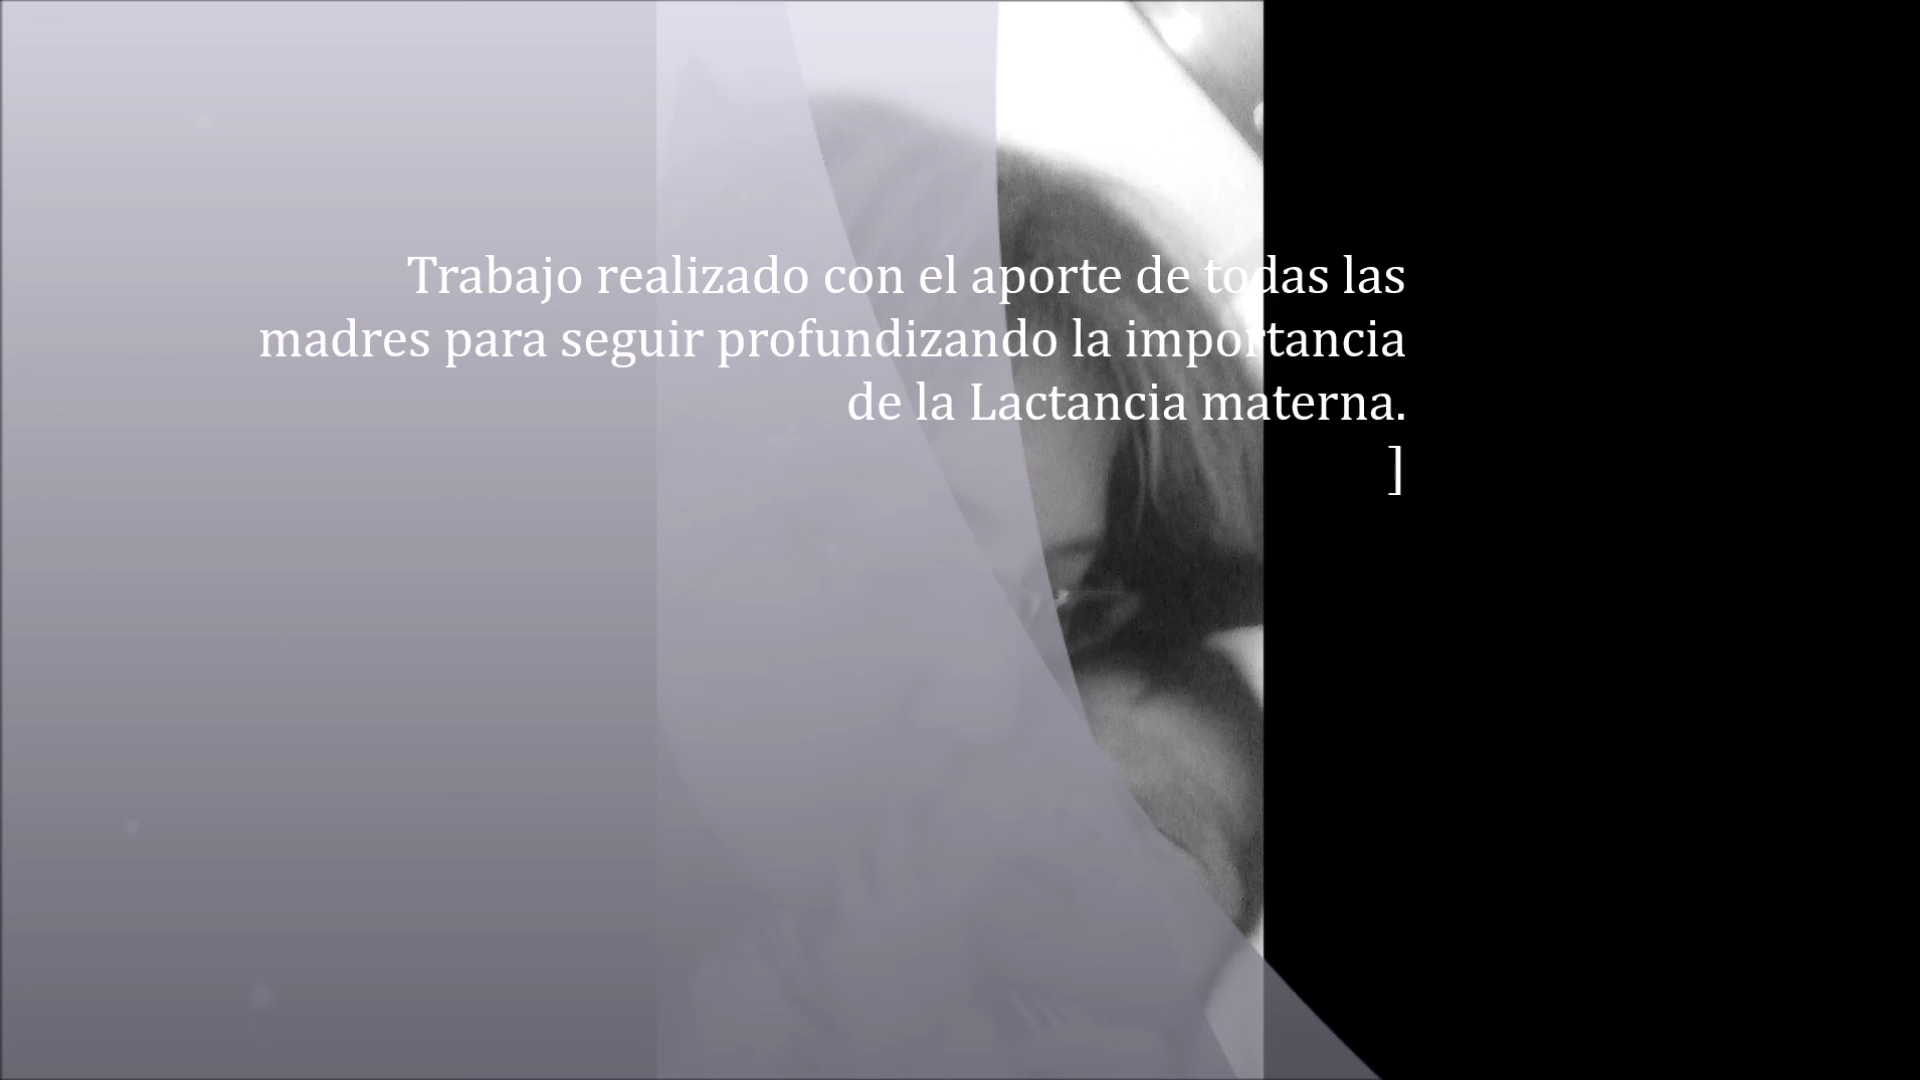 Trabajo realizado con el aporte de todas las
madres para seguir profundizando la importancia
de la Lactancia materna.
]